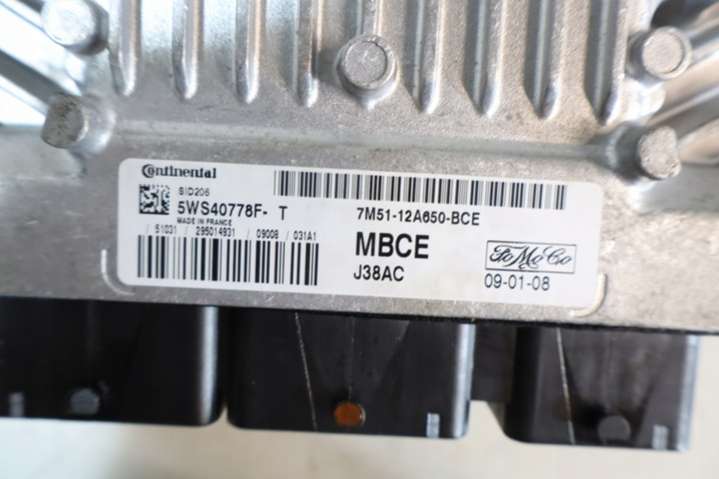 Continental
SID206
5WS40778F- T
MADE IN FRANCE
/ S1031 / 295014931 / 09008 / 031A1
7M51-12A650-BCE
MBCE
J38AC
FoMoCo
09-01-08